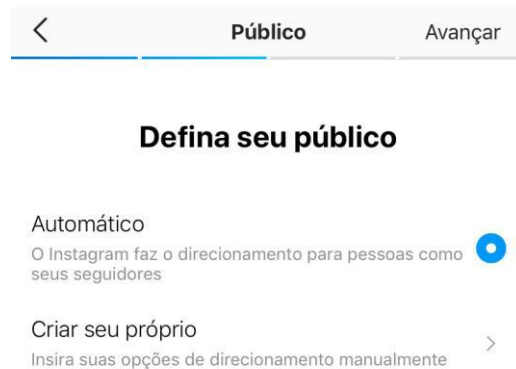 Público Avançar
Defina seu público
Automático
O Instagram faz o direcionamento para pessoas como
seus seguidores
Criar seu próprio
Insira suas opções de direcionamento manualmente